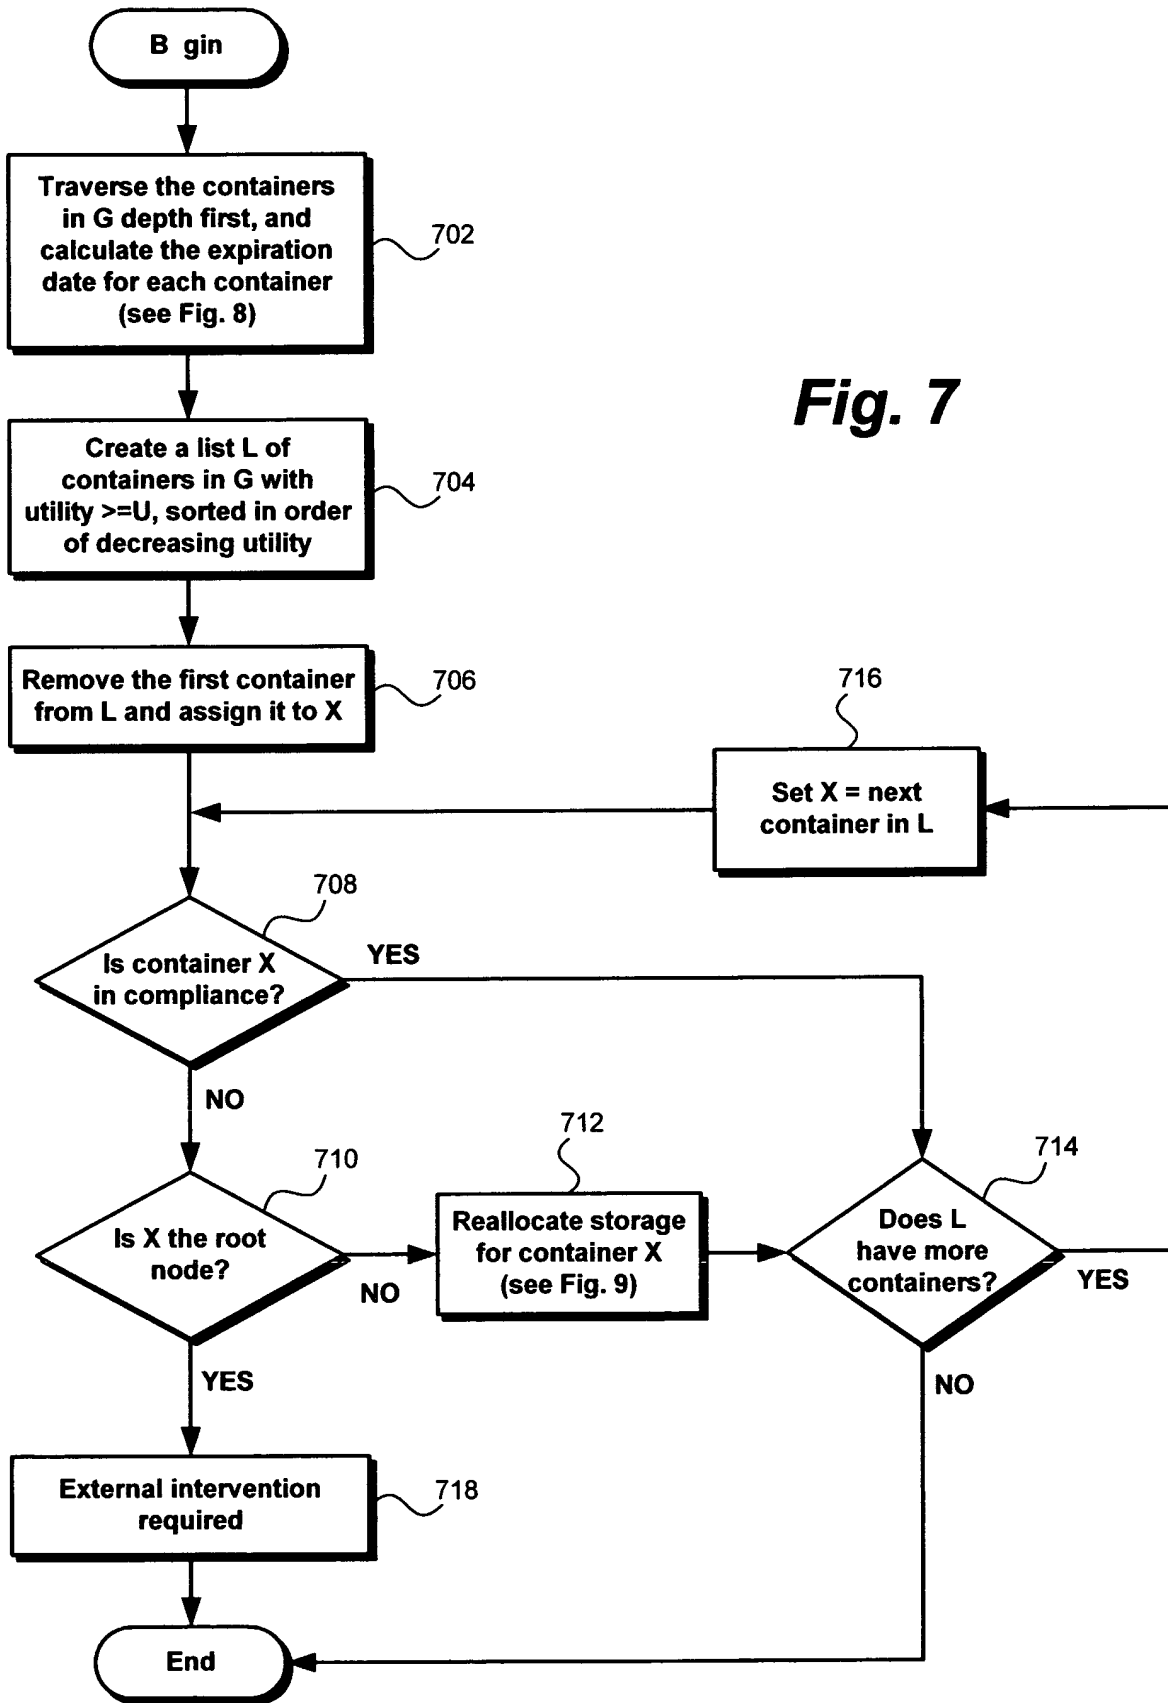 B gin
Traverse the containers
in G depth first, and
calculate the expiration
date for each container
(see Fig. 8)
702
Fig. 7
Create a list L of
containers in G with
utility >=U, sorted in order
of decreasing utility
704
Remove the first container
from L and assign it to X
706
716
Set X = next
container in L
708
Is container X
in compliance?
YES
NO
710
Is X the root
node?
NO
YES
712
Reallocate storage
for container X
(see Fig. 9)
714
Does L
have more
containers?
YES
NO
External intervention
required
718
End